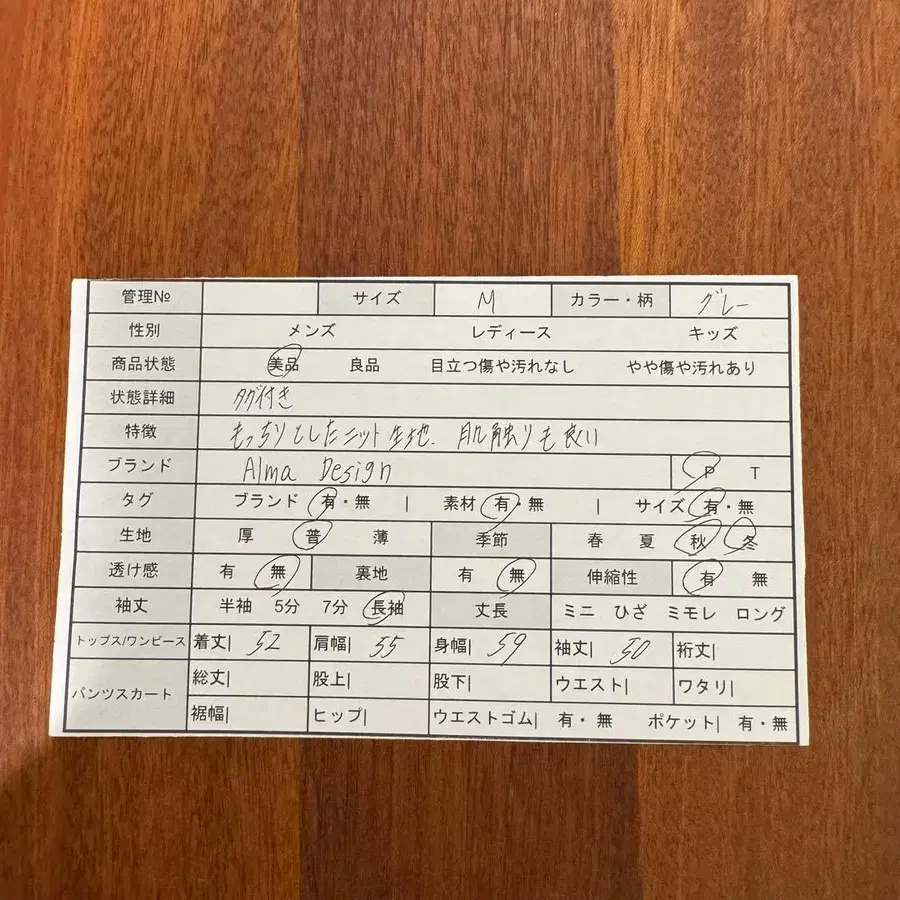 管理№ サイズ M カラー・柄 グレー
性別 メンズ レディース キッズ
商品状態 美品 良品 目立つ傷や汚れなし やや傷や汚れあり
状態詳細 タグ付き
特徴 もっちりとしたニット生地. 肌触りも良い
ブランド Alma Design P T
タグ ブランド 有・無 | 素材 有・無 | サイズ 有・無
生地 厚 普 薄 季節 春 夏 秋 冬
透け感 有 無 裏地 有 無 伸縮性 有 無
袖丈 半袖 5分 7分 長袖 丈長 ミニ ひざ ミモレ ロング
トップス/ワンピース 着丈| 52 肩幅| 55 身幅| 59 袖丈| 50 裄丈|
パンツスカート 総丈| 股上| 股下| ウエスト| ワタリ|
裾幅| ヒップ| ウエストゴム| 有・無 ポケット| 有・無